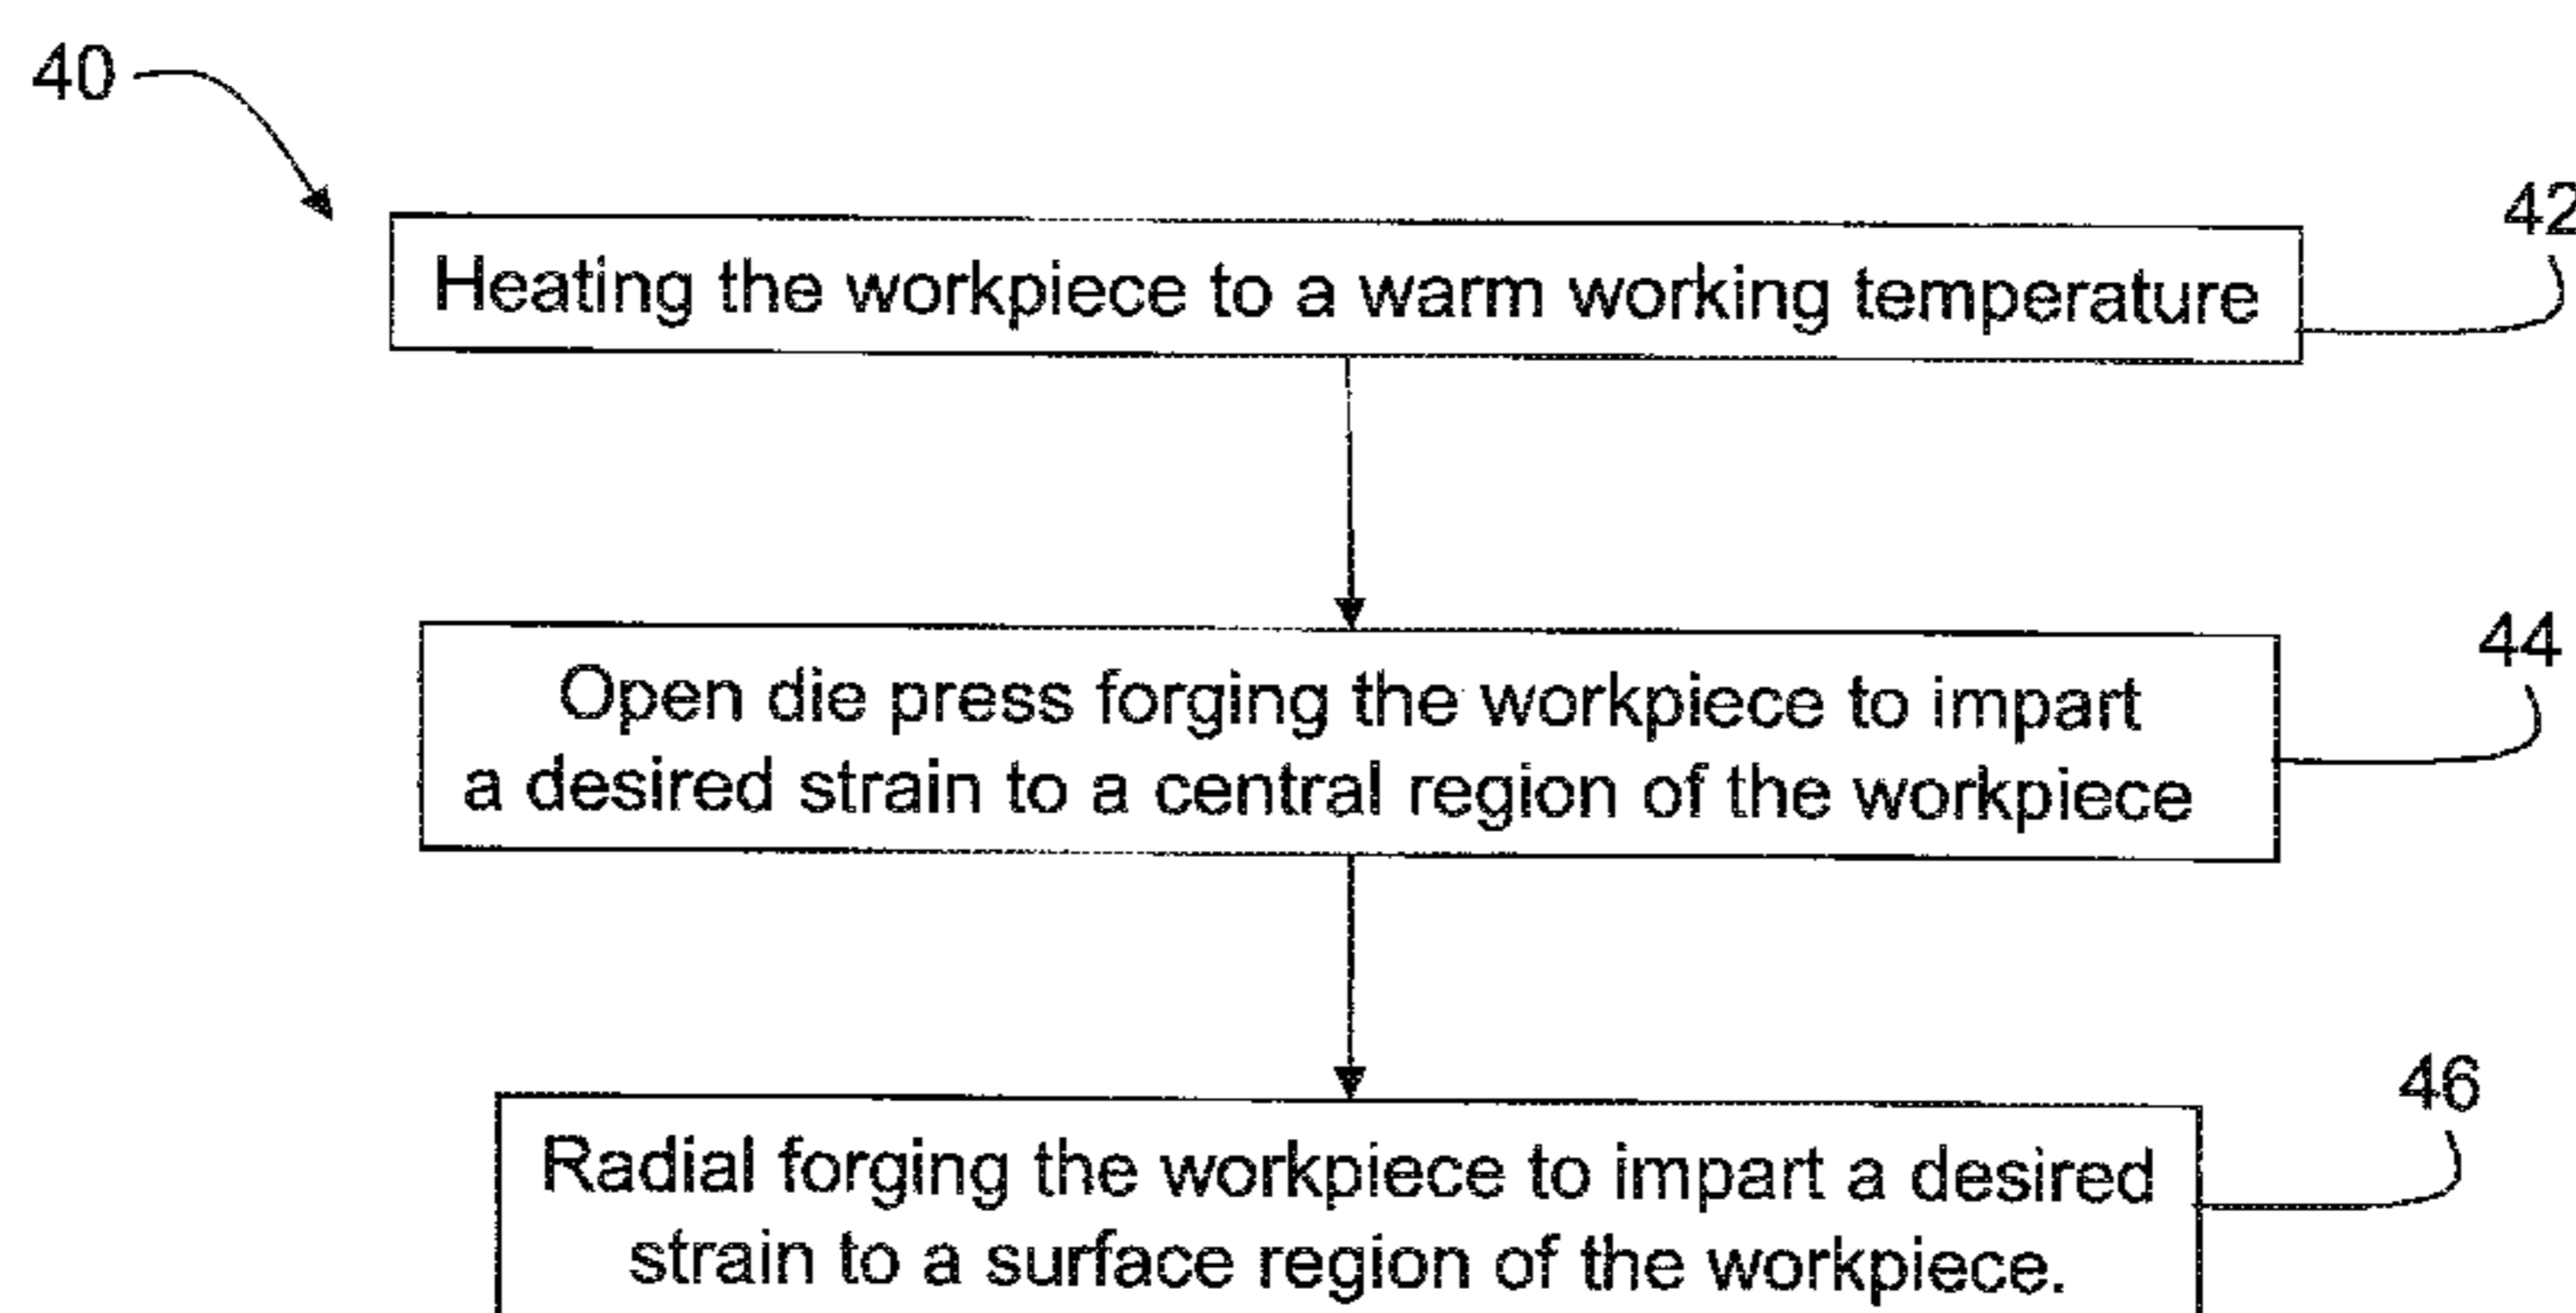 40
42
Heating the workpiece to a warm working temperature
44
Open die press forging the workpiece to impart
a desired strain to a central region of the workpiece
46
Radial forging the workpiece to impart a desired
strain to a surface region of the workpiece.